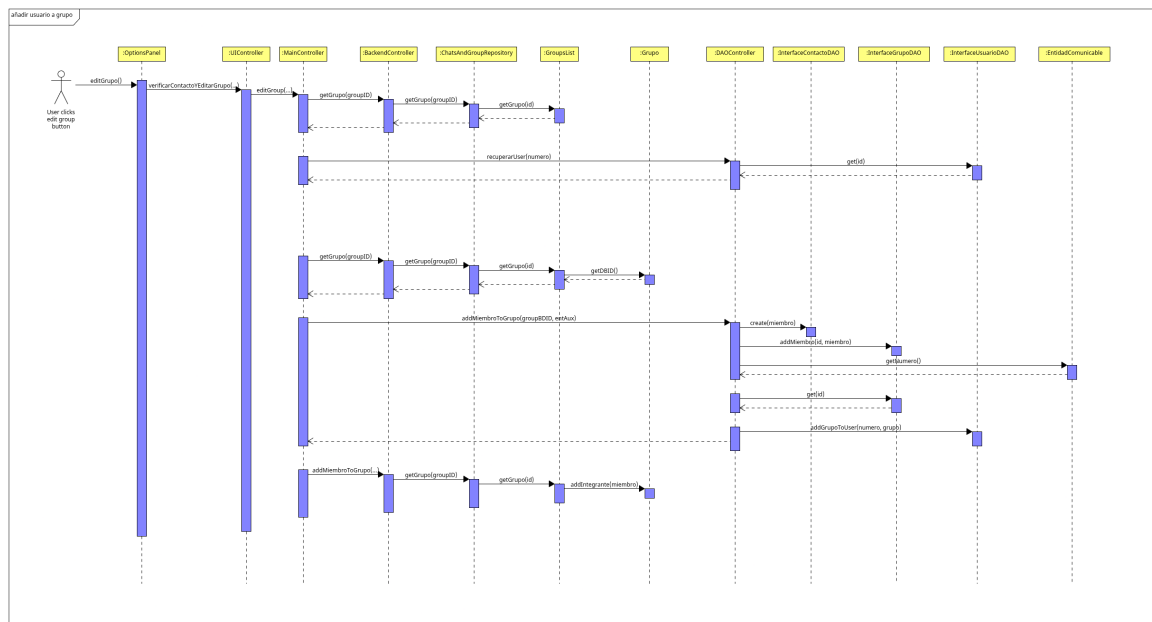 añadir usuario a grupo
:OptionsPanel
:UIController
:MainController
:BackendController
:ChatsAndGroupRepository
:GroupsList
:Grupo
:DAOController
:InterfaceContactoDAO
:InterfaceGrupoDAO
:InterfaceUsuarioDAO
:EntidadComunicable
User clicks
edit group
button
editGrupo()
verificarContactoYEditarGrupo(...)
editGroup(...)
getGrupo(groupID)
getGrupo(groupID)
getGrupo(id)
recuperarUser(numero)
get(id)
getGrupo(groupID)
getGrupo(groupID)
getGrupo(id)
getDBID()
addMiembroToGrupo(groupBDID, entAux)
create(miembro)
addMiembro(id, miembro)
getNumero()
get(id)
addGrupoToUser(numero, grupo)
addMiembroToGrupo(...)
getGrupo(groupID)
getGrupo(id)
addIntegrante(miembro)